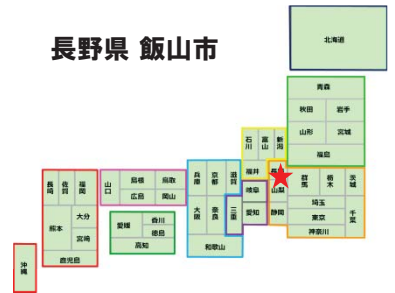 長野県 飯山市
北海道
青森
秋田 岩手
山形 宮城
福島
石川 富山 新潟
福井 長
岐阜 山梨
愛知 静岡
群馬 栃木 茨城
埼玉
東京
千葉
神奈川
兵庫 京都 滋賀
大阪 奈良 三重
和歌山
山口 島根 鳥取
広島 岡山
愛媛 香川
徳島
高知
長崎 佐賀 福岡
熊本 大分
宮崎
鹿児島
沖縄